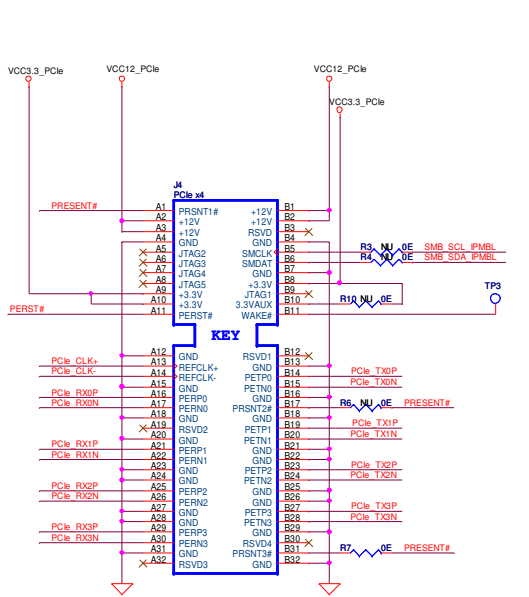 VCC3.3_PCIe
VCC12_PCIe
VCC12_PCIe
VCC3.3_PCIe
J4
PCIe x4
PRESENT# A1 PRSNT1# +12V B1
A2 +12V +12V B2
A3 +12V RSVD B3
A4 GND GND B4
A5 JTAG2 SMCLK B5 R3 NU 0E SMB_SCL_IPMBL
A6 JTAG3 SMDAT B6 R4 NU 0E SMB_SDA_IPMBL
A7 JTAG4 GND B7
A8 JTAG5 +3.3V B8
A9 +3.3V JTAG1 B9
A10 +3.3V 3.3VAUX B10 R10 NU 0E
PERST# A11 PERST# WAKE# B11 TP3
KEY
A12 GND RSVD1 B12
PCIe_CLK+ A13 REFCLK+ GND B13
PCIe_CLK- A14 REFCLK- PETP0 B14 PCIe_TX0P
A15 GND PETN0 B15 PCIe_TX0N
PCIe_RX0P A16 PERP0 GND B16
PCIe_RX0N A17 PERN0 PRSNT2# B17 R6 NU 0E PRESENT#
A18 GND GND B18
A19 RSVD2 PETP1 B19 PCIe_TX1P
A20 GND PETN1 B20 PCIe_TX1N
PCIe_RX1P A21 PERP1 GND B21
PCIe_RX1N A22 PERN1 GND B22
A23 GND PETP2 B23 PCIe_TX2P
A24 GND PETN2 B24 PCIe_TX2N
PCIe_RX2P A25 PERP2 GND B25
PCIe_RX2N A26 PERN2 GND B26
A27 GND PETP3 B27 PCIe_TX3P
A28 GND PETN3 B28 PCIe_TX3N
PCIe_RX3P A29 PERP3 GND B29
PCIe_RX3N A30 PERN3 RSVD4 B30
A31 GND PRSNT3# B31 R7 0E PRESENT#
A32 RSVD3 GND B32